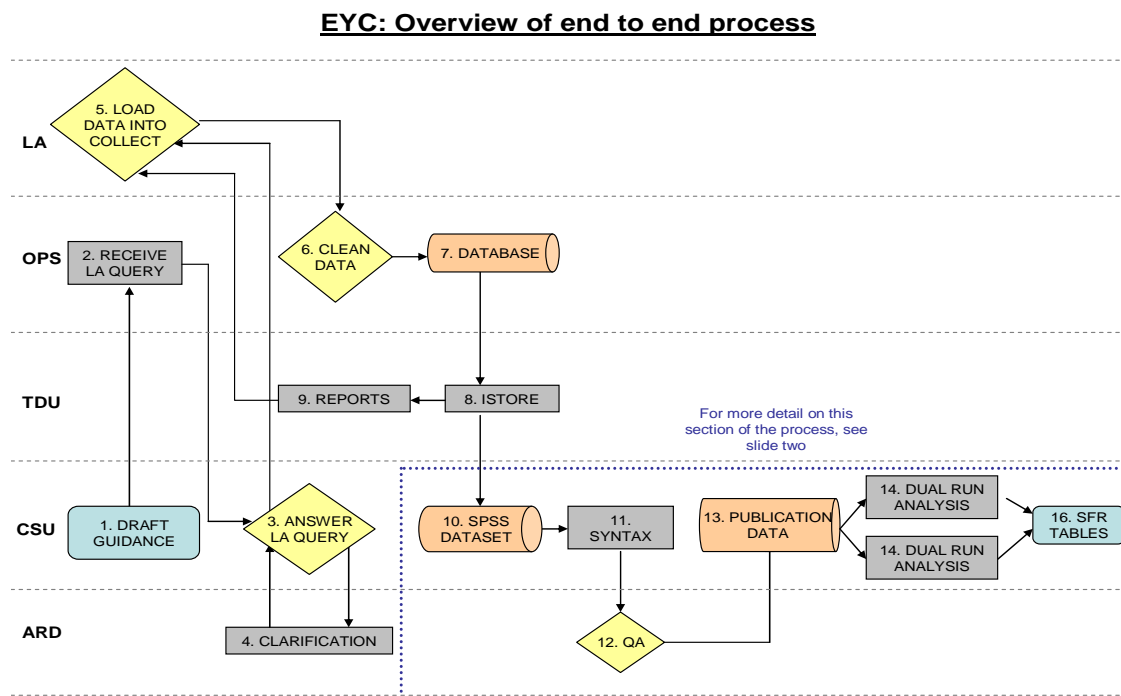 EYC: Overview of end to end process
LA
5. LOAD
DATA INTO
COLLECT
OPS
2. RECEIVE
LA QUERY
6. CLEAN
DATA
7. DATABASE
TDU
9. REPORTS
8. ISTORE
For more detail on this
section of the process, see
slide two
CSU
1. DRAFT
GUIDANCE
3. ANSWER
LA QUERY
10. SPSS
DATASET
11.
SYNTAX
13. PUBLICATION
DATA
14. DUAL RUN
ANALYSIS
14. DUAL RUN
ANALYSIS
16. SFR
TABLES
ARD
4. CLARIFICATION
12. QA